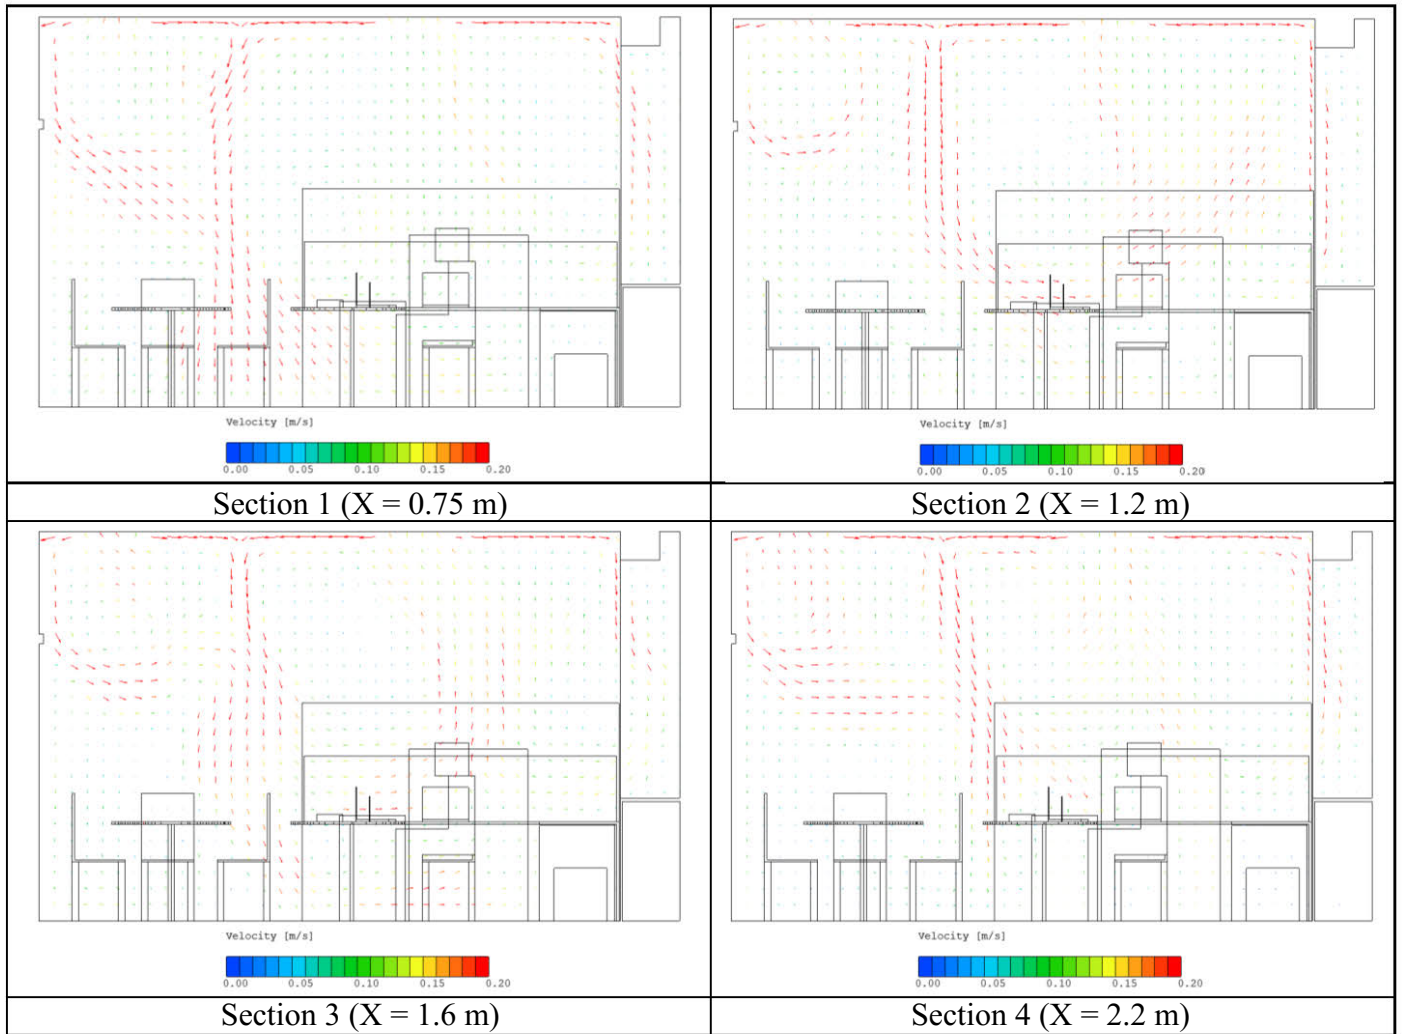 Velocity [m/s]
0.00 0.05 0.10 0.15 0.20
Velocity [m/s]
0.00 0.05 0.10 0.15 0.20
Section 1 (X = 0.75 m)
Section 2 (X = 1.2 m)
Velocity [m/s]
0.00 0.05 0.10 0.15 0.20
Velocity [m/s]
0.00 0.05 0.10 0.15 0.20
Section 3 (X = 1.6 m)
Section 4 (X = 2.2 m)